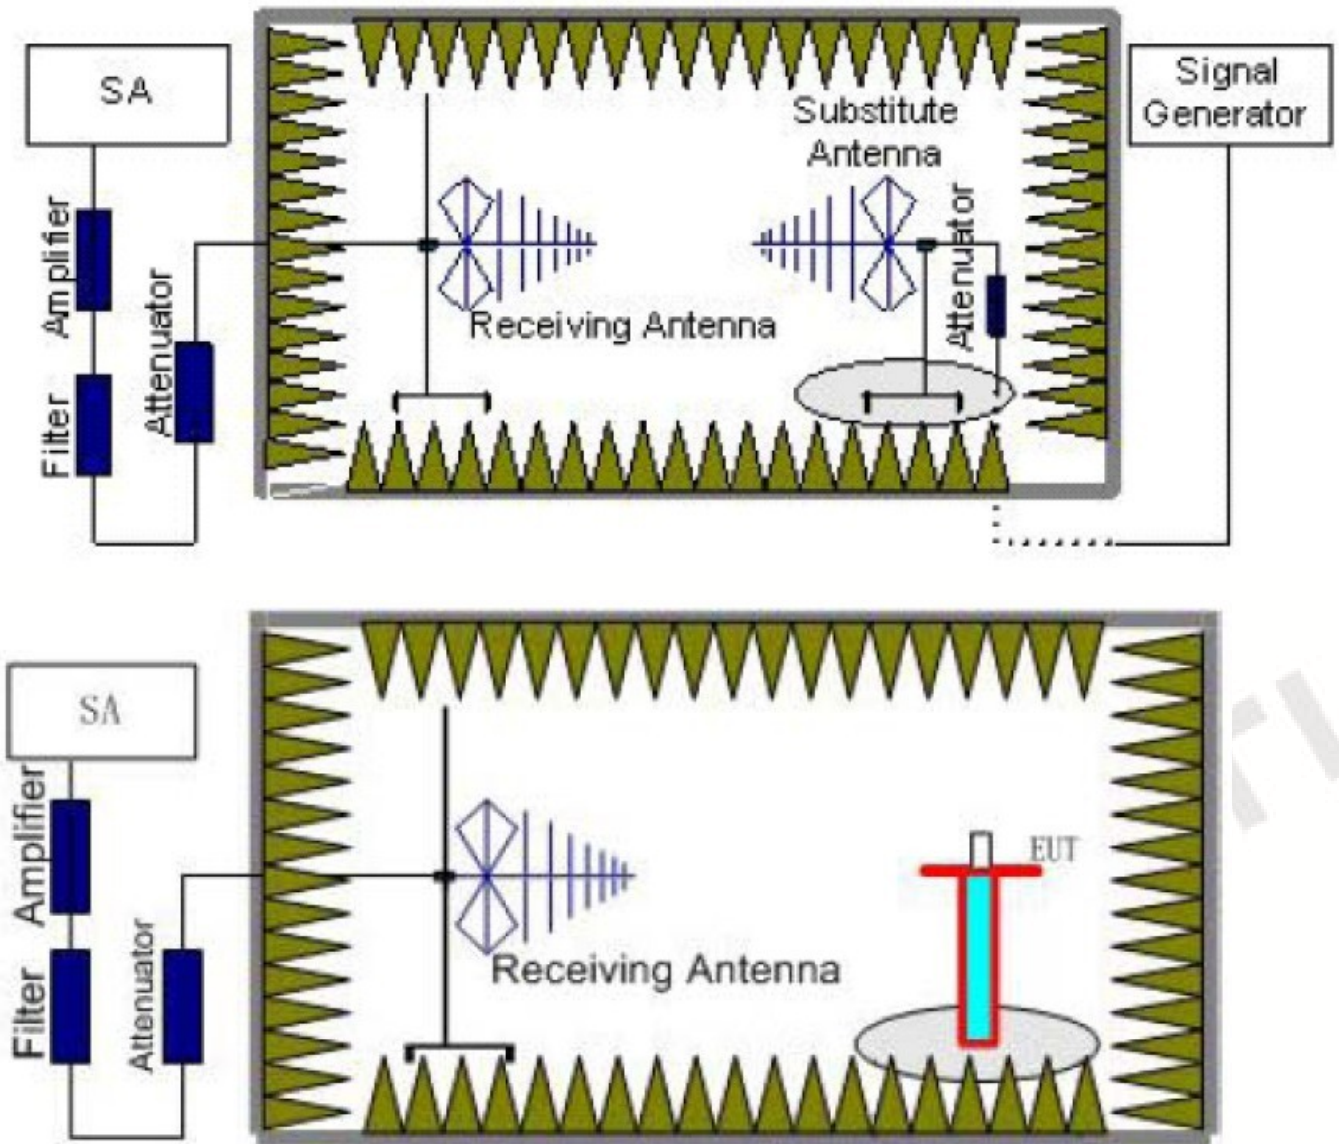 SA
Signal
Generator
Substitute
Antenna
Amplifier
Attenuator
Attenuator
Receiving Antenna
Filter
SA
Amplifier
EUT
Attenuator
Receiving Antenna
Filter